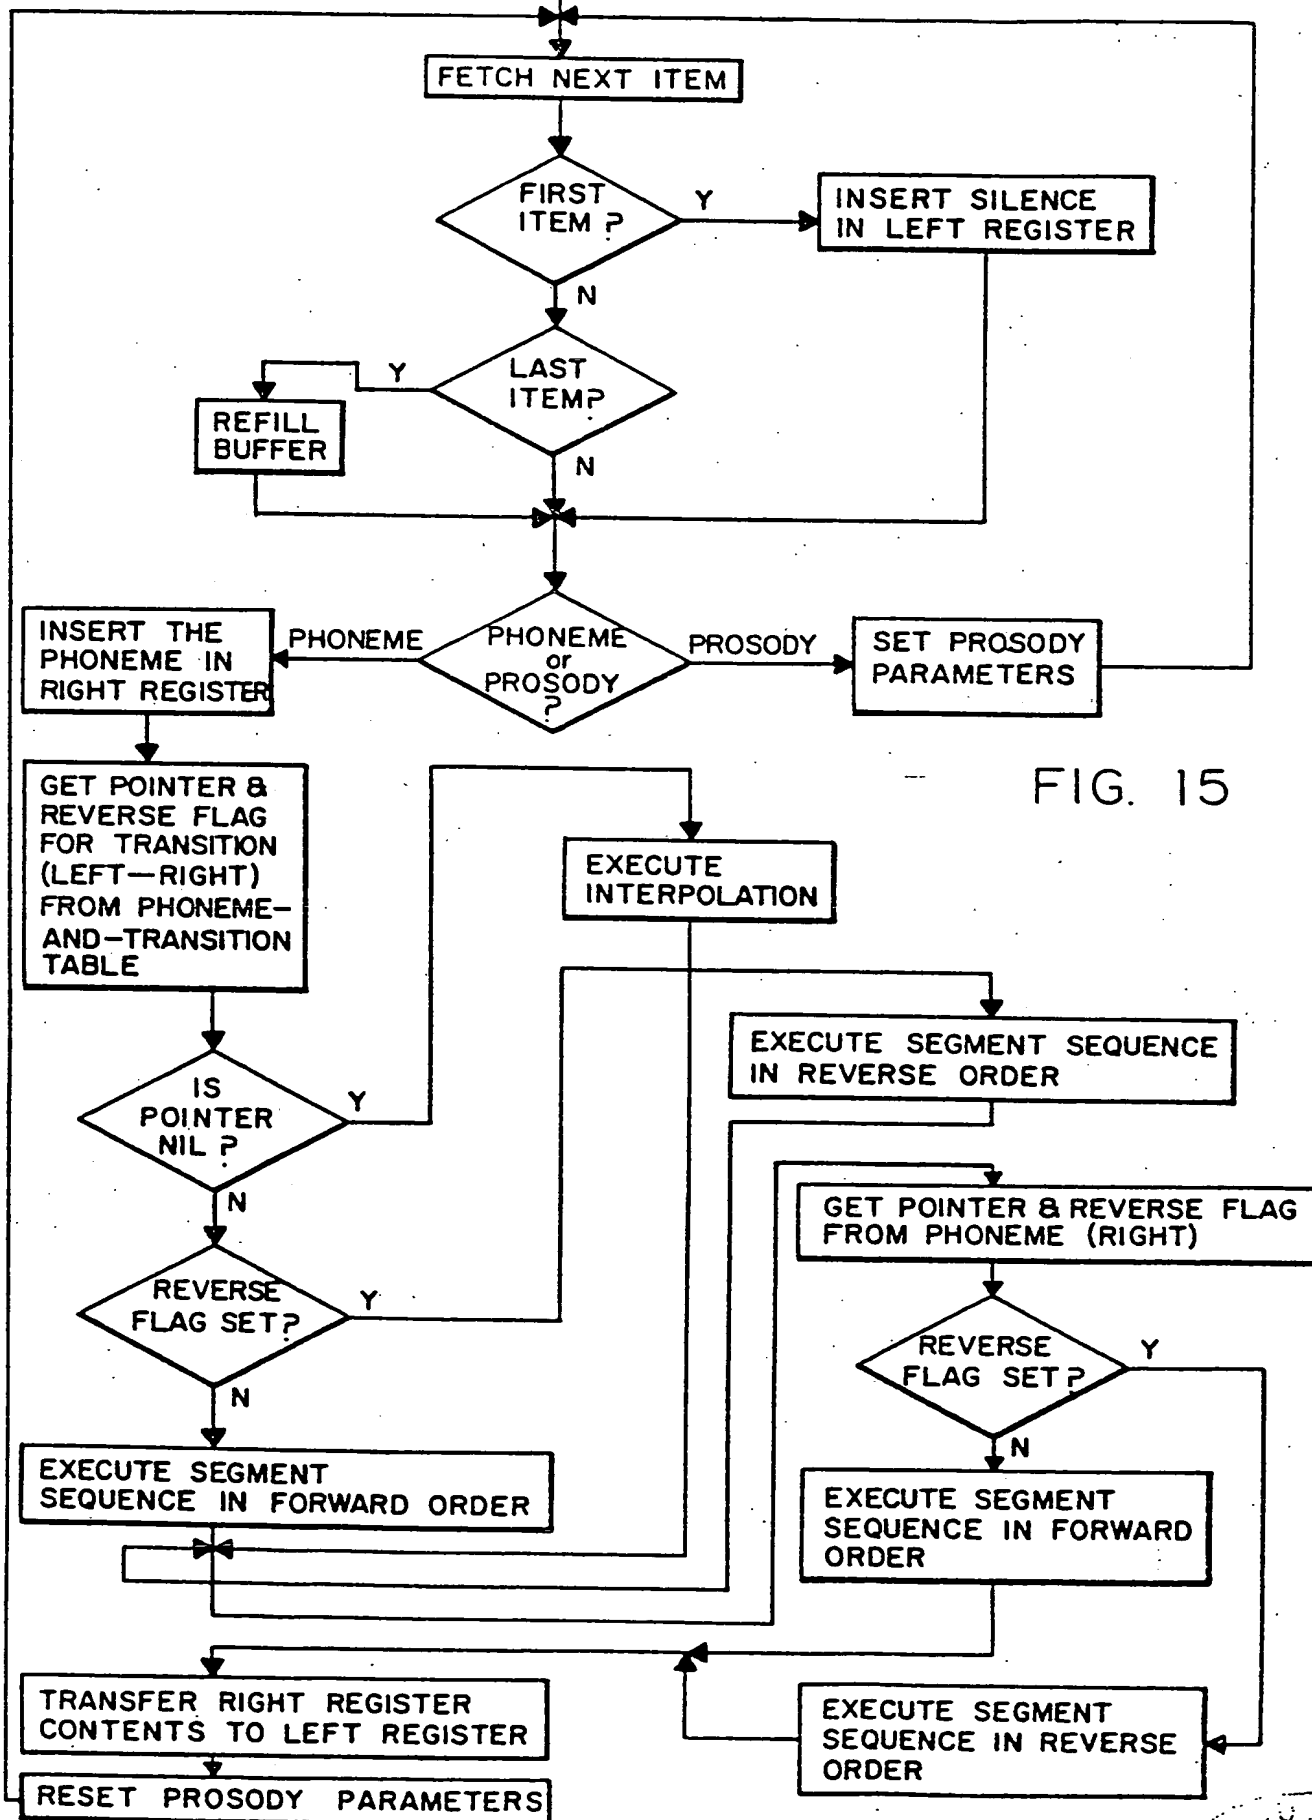 FETCH NEXT ITEM
FIRST
ITEM ?
Y
INSERT SILENCE
IN LEFT REGISTER
N
LAST
ITEM?
Y
REFILL
BUFFER
N
INSERT THE
PHONEME IN
RIGHT REGISTER
PHONEME
PHONEME
or
PROSODY
?
PROSODY
SET PROSODY
PARAMETERS
FIG. 15
GET POINTER &
REVERSE FLAG
FOR TRANSITION
(LEFT—RIGHT)
FROM PHONEME-
AND-TRANSITION
TABLE
EXECUTE
INTERPOLATION
EXECUTE SEGMENT SEQUENCE
IN REVERSE ORDER
IS
POINTER
NIL ?
Y
N
GET POINTER & REVERSE FLAG
FROM PHONEME (RIGHT)
REVERSE
FLAG SET?
Y
N
REVERSE
FLAG SET?
Y
N
EXECUTE SEGMENT
SEQUENCE IN FORWARD ORDER
EXECUTE SEGMENT
SEQUENCE IN FORWARD
ORDER
TRANSFER RIGHT REGISTER
CONTENTS TO LEFT REGISTER
EXECUTE SEGMENT
SEQUENCE IN REVERSE
ORDER
RESET PROSODY PARAMETERS